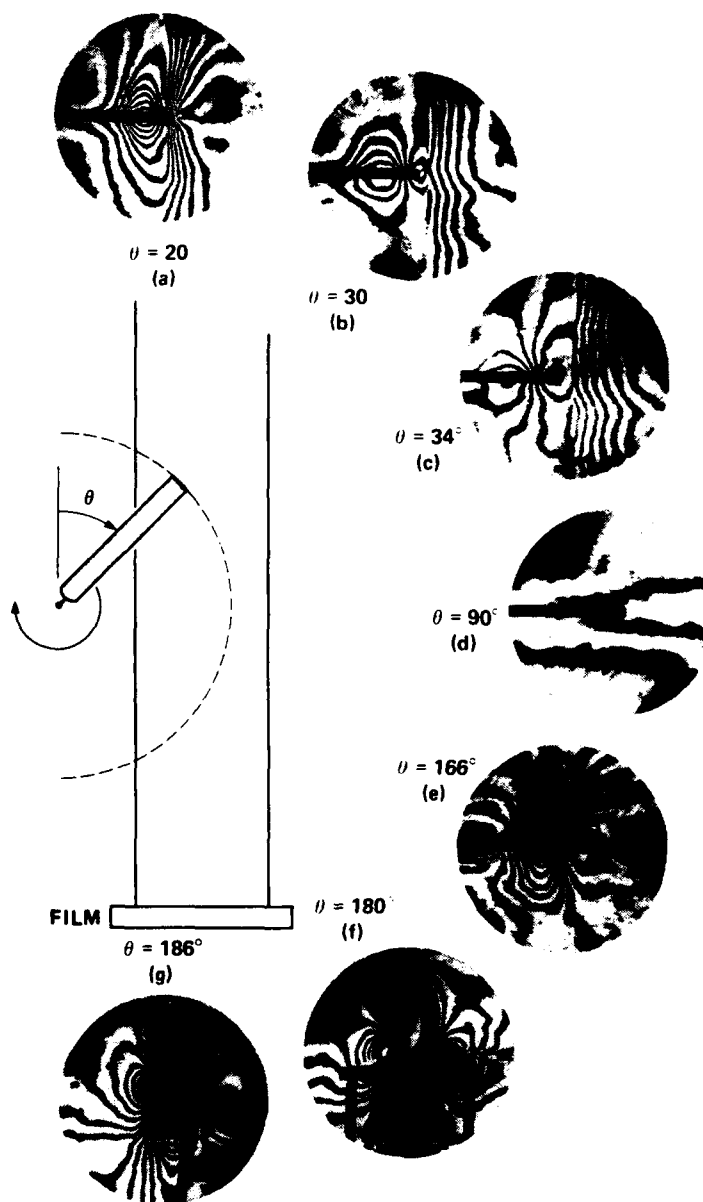 θ = 20
(a)
θ = 30
(b)
θ = 34°
(c)
θ
θ = 90°
(d)
θ = 166°
(e)
FILM
θ = 180°
(f)
θ = 186°
(g)